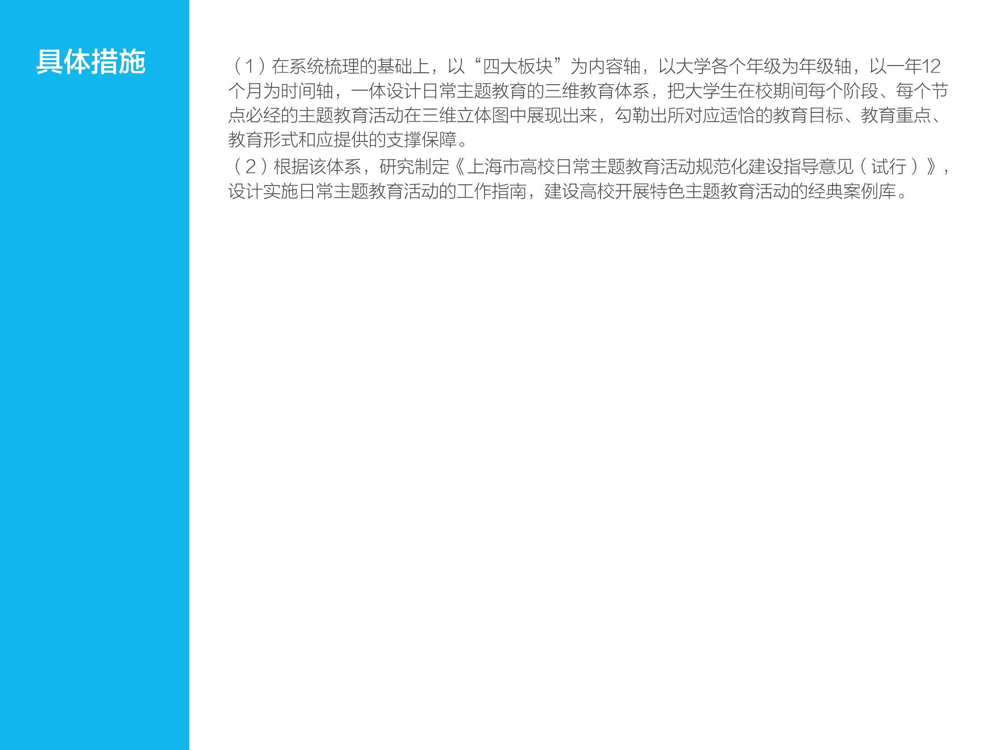 具体措施
（1）在系统梳理的基础上，以“四大板块”为内容轴，以大学各个年级为年级轴，以一年12
个月为时间轴，一体设计日常主题教育的三维教育体系，把大学生在校期间每个阶段、每个节
点必经的主题教育活动在三维立体图中展现出来，勾勒出所对应适恰的教育目标、教育重点、
教育形式和应提供的支撑保障。
（2）根据该体系，研究制定《上海市高校日常主题教育活动规范化建设指导意见（试行）》，
设计实施日常主题教育活动的工作指南，建设高校开展特色主题教育活动的经典案例库。